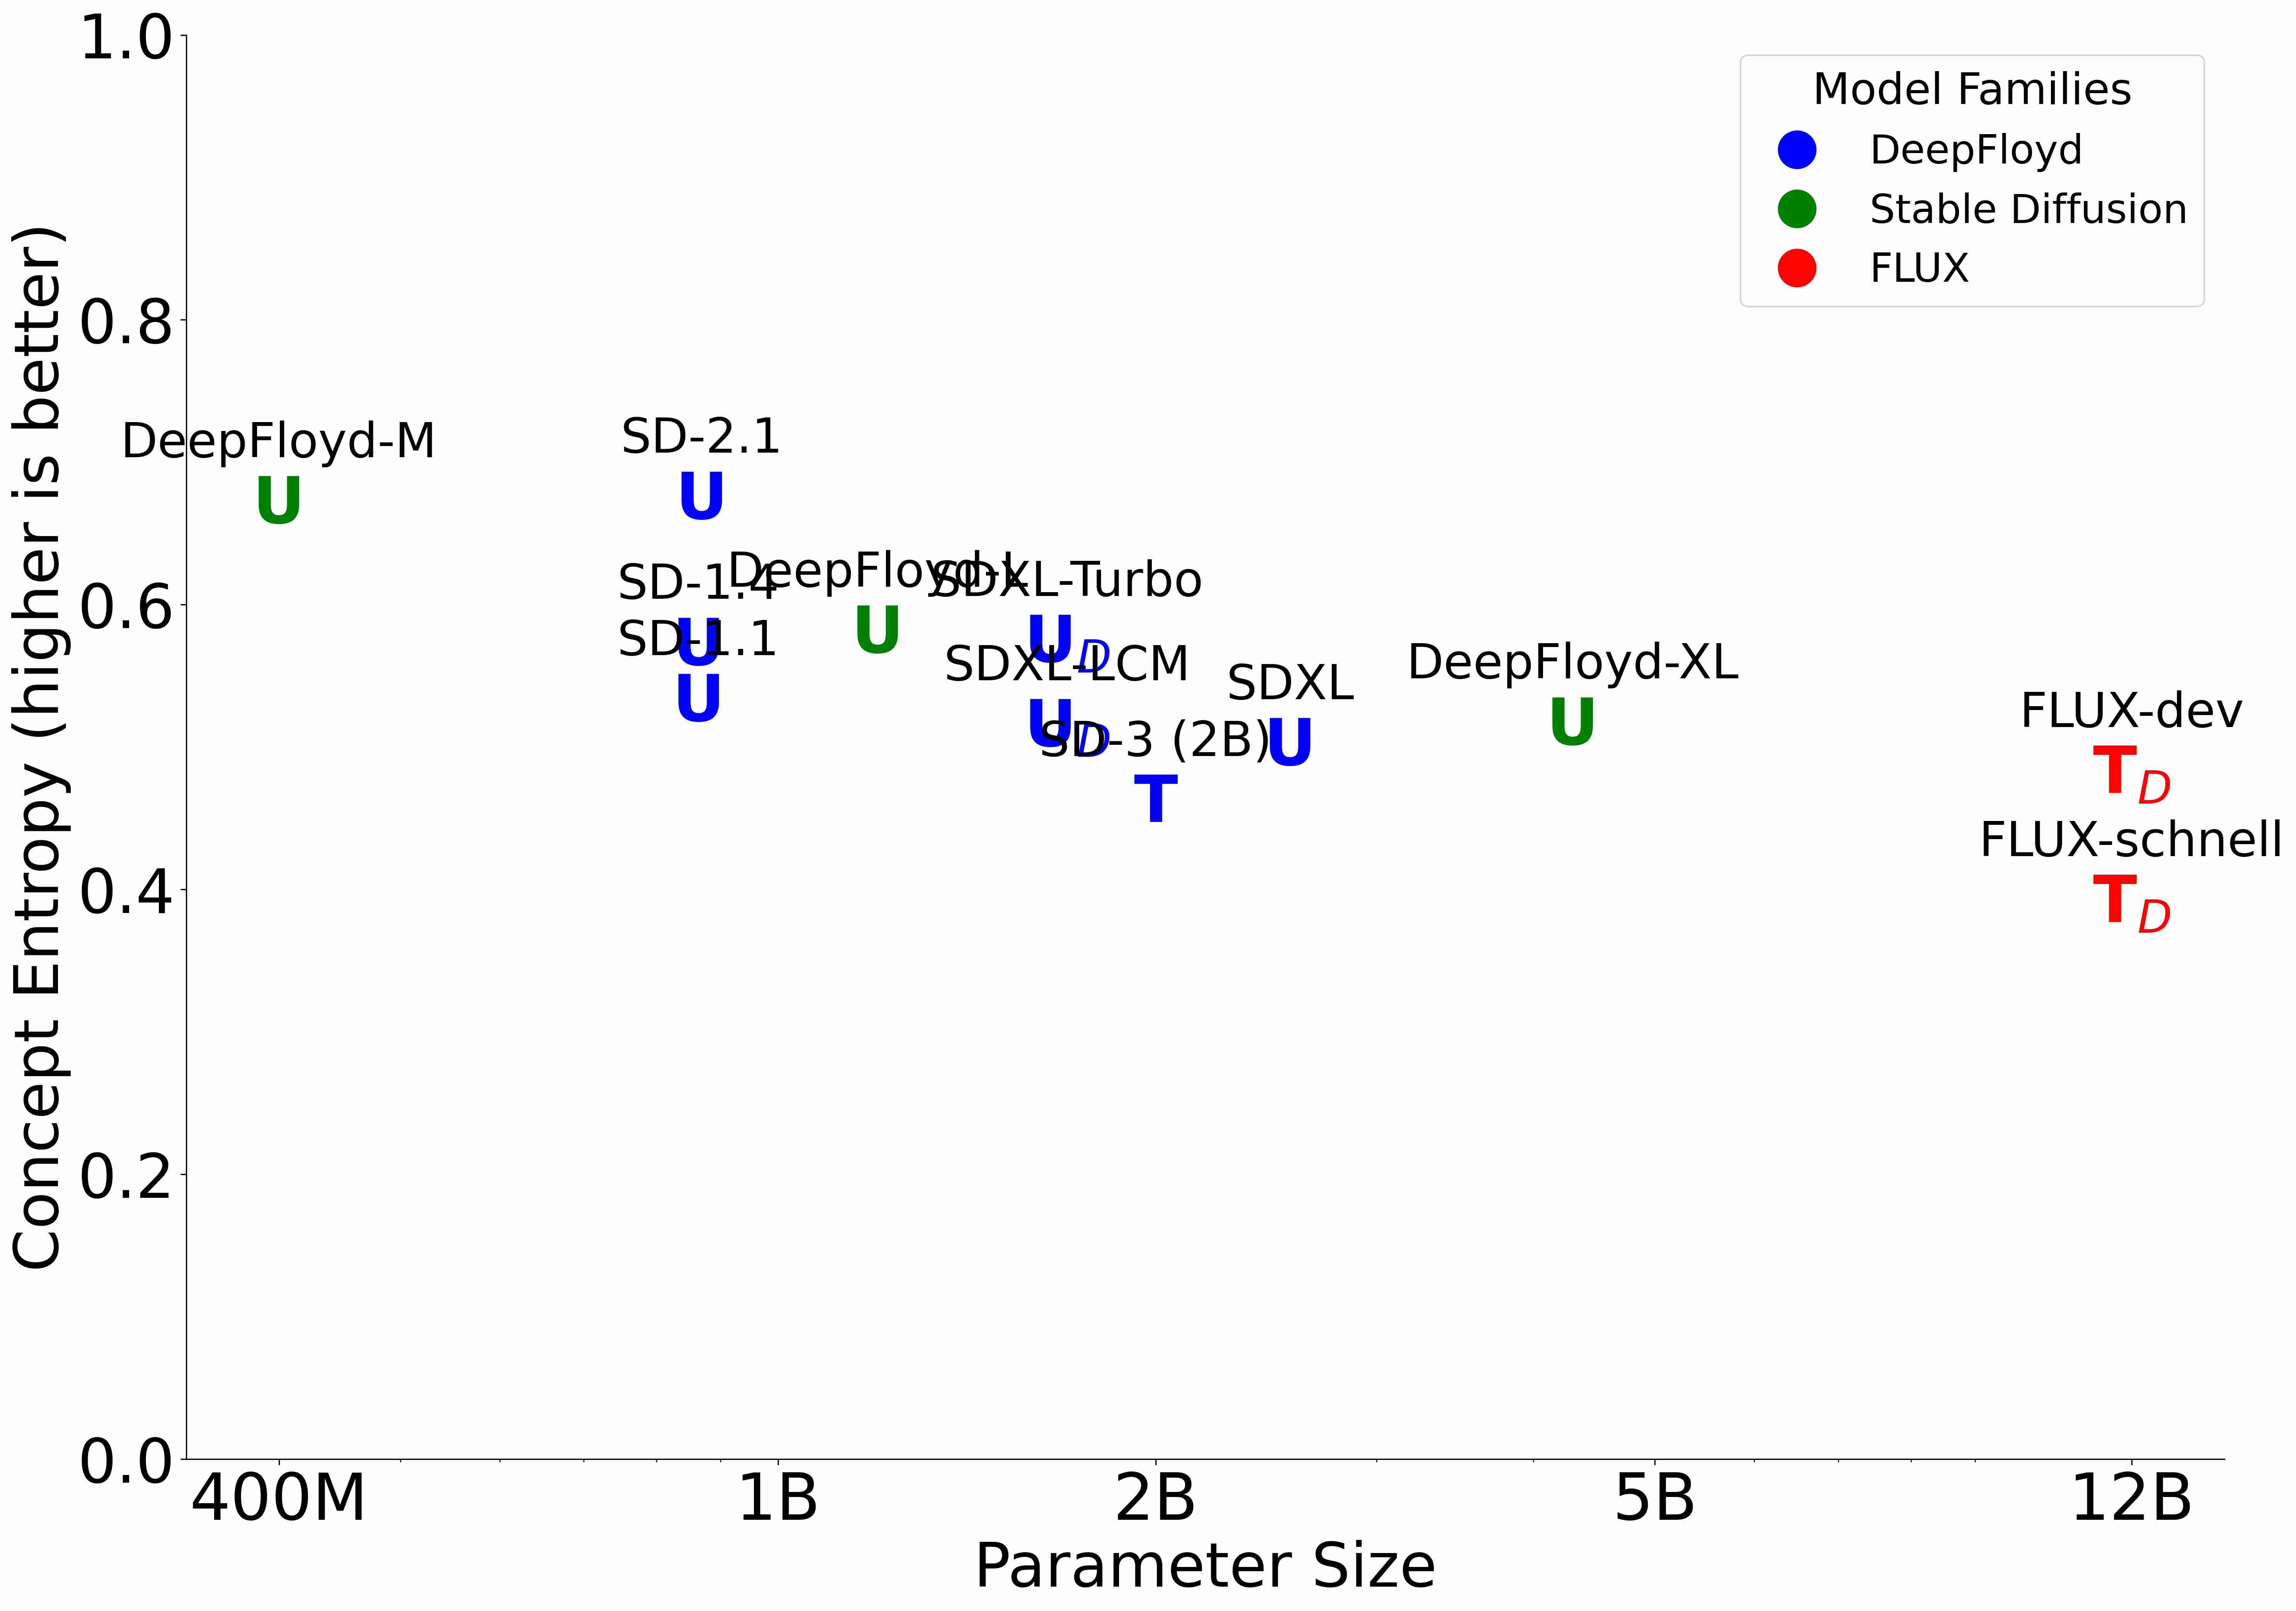 Concept Entropy (higher is better)
1.0
0.8
0.6
0.4
0.2
0.0
Model Families
DeepFloyd
Stable Diffusion
FLUX
DeepFloyd-M
U
SD-2.1
U
SD-1.4
U
SD-1.1
U
DeepFloyd-L
U
SDXL-Turbo
U D
SDXL-LCM
U D
SD-3 (2B)
T
SDXL
U
DeepFloyd-XL
U
FLUX-dev
T D
FLUX-schnell
T D
400M
1B
2B
5B
12B
Parameter Size